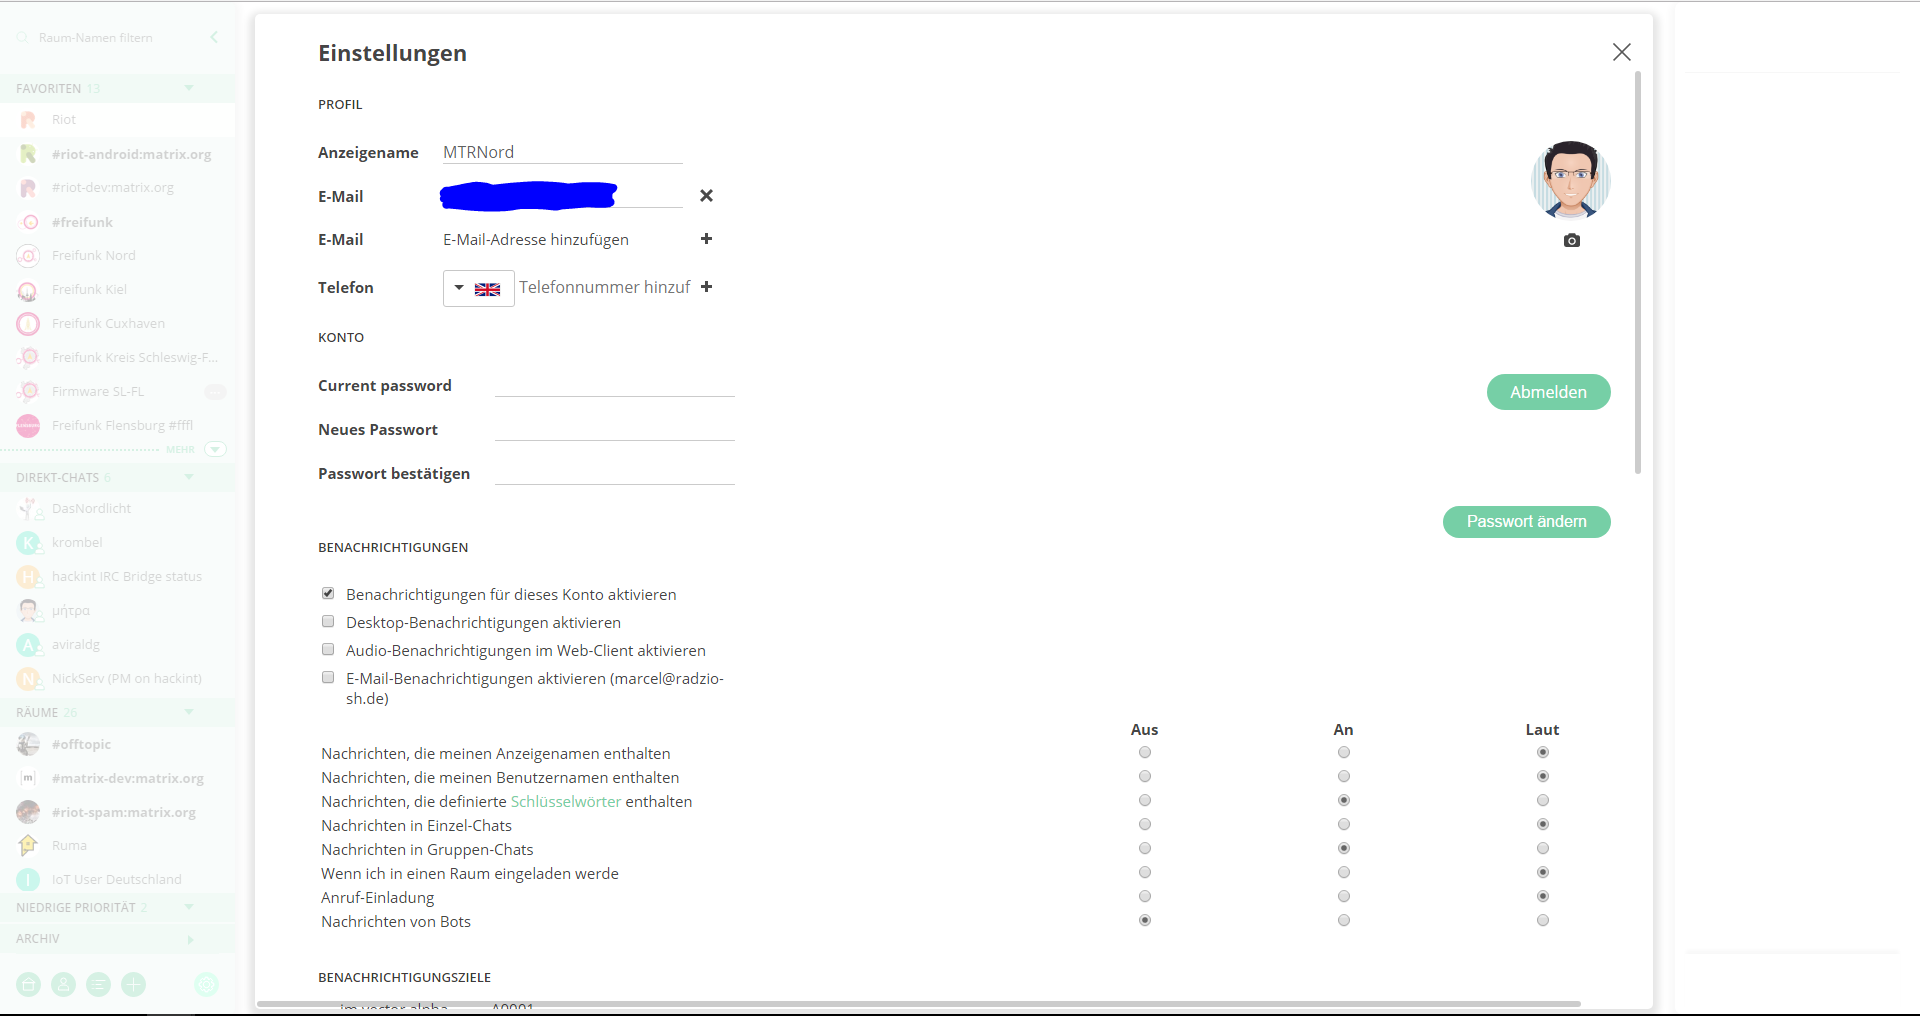 Raum-Namen filtern
FAVORITEN 13
Riot
#riot-android:matrix.org
#riot-dev:matrix.org
#freifunk
Freifunk Nord
Freifunk Kiel
Freifunk Cuxhaven
Freifunk Kreis Schleswig-F...
Firmware SL-FL
Freifunk Flensburg #fffl
MEHR
DIREKT-CHATS 6
DasNordlicht
K krombel
H hackint IRC Bridge status
μήτρα
A aviraldg
N NickServ (PM on hackint)
RÄUME 26
#offtopic
[m] #matrix-dev:matrix.org
#riot-spam:matrix.org
Ruma
I IoT User Deutschland
NIEDRIGE PRIORITÄT 2
ARCHIV
Einstellungen
PROFIL
Anzeigename MTRNord
E-Mail
E-Mail E-Mail-Adresse hinzufügen
Telefon Telefonnummer hinzuf
KONTO
Current password
Abmelden
Neues Passwort
Passwort bestätigen
Passwort ändern
BENACHRICHTIGUNGEN
Benachrichtigungen für dieses Konto aktivieren
Desktop-Benachrichtigungen aktivieren
Audio-Benachrichtigungen im Web-Client aktivieren
E-Mail-Benachrichtigungen aktivieren (marcel@radzio-
sh.de)
Aus An Laut
Nachrichten, die meinen Anzeigenamen enthalten
Nachrichten, die meinen Benutzernamen enthalten
Nachrichten, die definierte Schlüsselwörter enthalten
Nachrichten in Einzel-Chats
Nachrichten in Gruppen-Chats
Wenn ich in einen Raum eingeladen werde
Anruf-Einladung
Nachrichten von Bots
BENACHRICHTIGUNGSZIELE
im.vector.alpha A0001